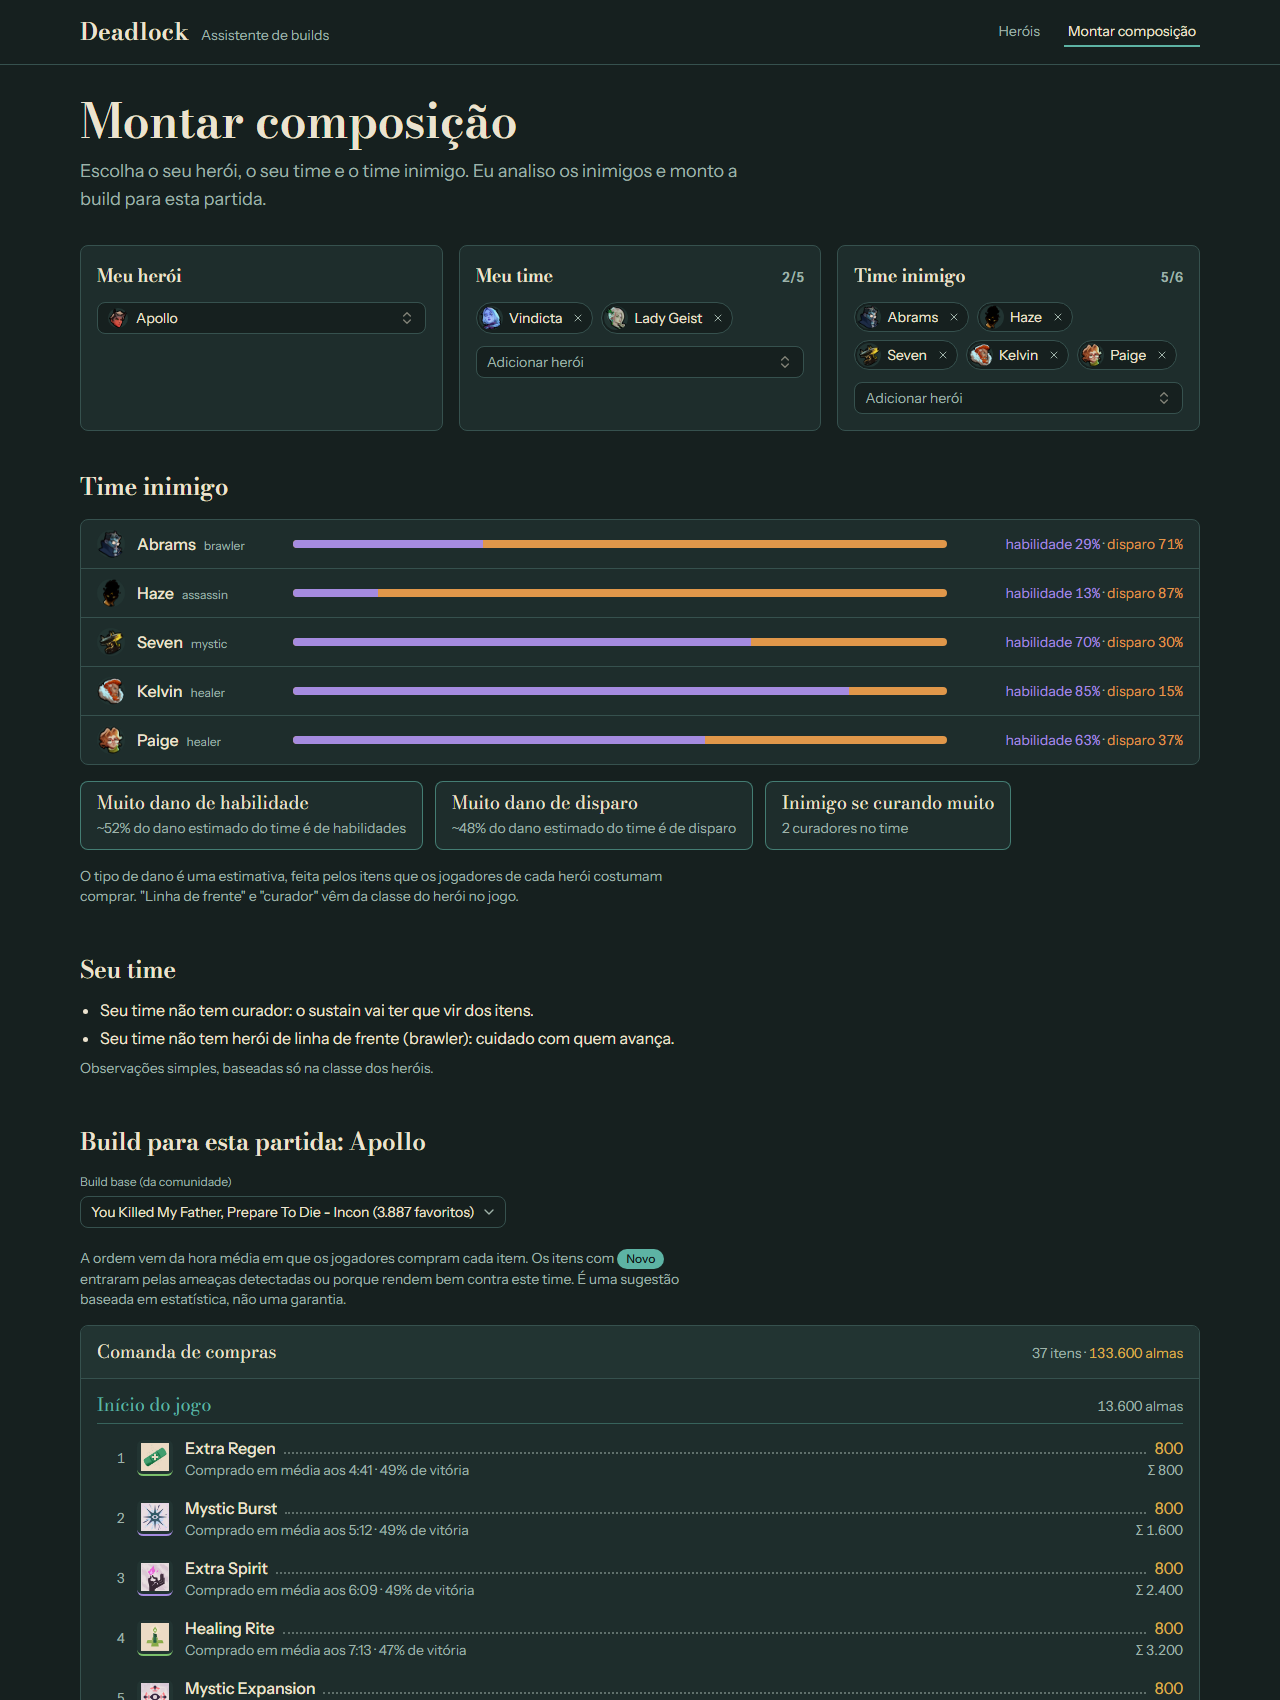 Deadlock Assistente de builds Heróis Montar composição
Montar composição
Escolha o seu herói, o seu time e o time inimigo. Eu analiso os inimigos e monto a
build para esta partida.
Meu herói
Apollo
Meu time 2/5
Vindicta × Lady Geist ×
Adicionar herói
Time inimigo 5/6
Abrams × Haze ×
Seven × Kelvin × Paige ×
Adicionar herói
Time inimigo
Abrams brawler habilidade 29% · disparo 71%
Haze assassin habilidade 13% · disparo 87%
Seven mystic habilidade 70% · disparo 30%
Kelvin healer habilidade 85% · disparo 15%
Paige healer habilidade 63% · disparo 37%
Muito dano de habilidade
~52% do dano estimado do time é de habilidades
Muito dano de disparo
~48% do dano estimado do time é de disparo
Inimigo se curando muito
2 curadores no time
O tipo de dano é uma estimativa, feita pelos itens que os jogadores de cada herói costumam
comprar. "Linha de frente" e "curador" vêm da classe do herói no jogo.
Seu time
• Seu time não tem curador: o sustain vai ter que vir dos itens.
• Seu time não tem herói de linha de frente (brawler): cuidado com quem avança.
Observações simples, baseadas só na classe dos heróis.
Build para esta partida: Apollo
Build base (da comunidade)
You Killed My Father, Prepare To Die - Incon (3.887 favoritos)
A ordem vem da hora média em que os jogadores compram cada item. Os itens com Novo
entraram pelas ameaças detectadas ou porque rendem bem contra este time. É uma sugestão
baseada em estatística, não uma garantia.
Comanda de compras 37 itens · 133.600 almas
Início do jogo 13.600 almas
1 Extra Regen 800
Comprado em média aos 4:41 · 49% de vitória Σ 800
2 Mystic Burst 800
Comprado em média aos 5:12 · 49% de vitória Σ 1.600
3 Extra Spirit 800
Comprado em média aos 6:09 · 49% de vitória Σ 2.400
4 Healing Rite 800
Comprado em média aos 7:13 · 47% de vitória Σ 3.200
5 Mystic Expansion 800